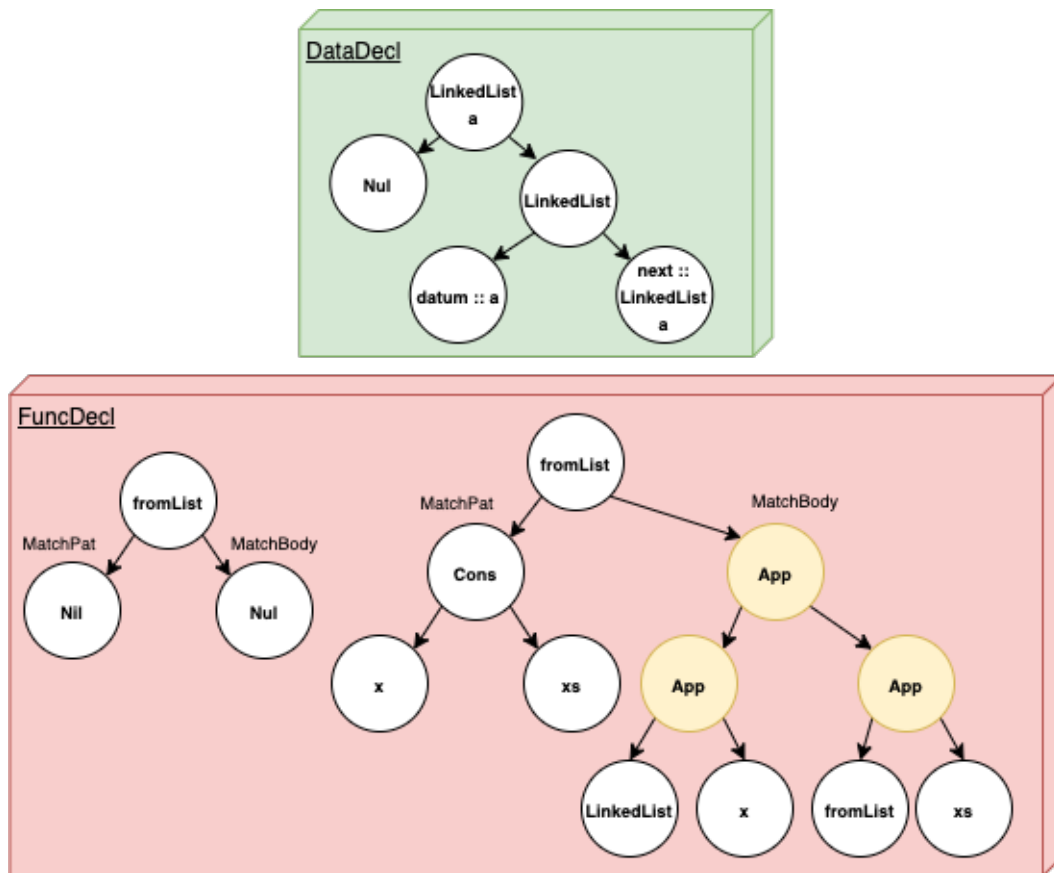 DataDecl
LinkedList
a
Nul
LinkedList
datum :: a
next ::
LinkedList
a
FuncDecl
fromList
MatchPat
MatchBody
Nil
Nul
fromList
MatchPat
MatchBody
Cons
App
x
xs
App
App
LinkedList
x
fromList
xs